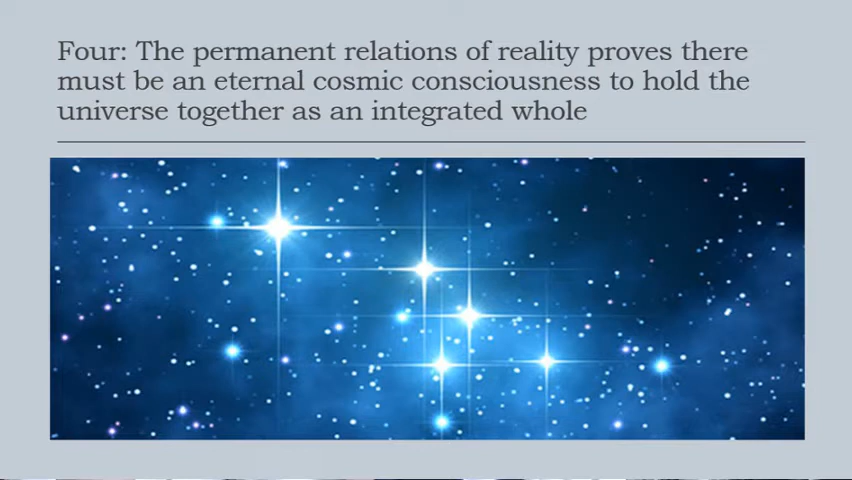 Four: The permanent relations of reality proves there
must be an eternal cosmic consciousness to hold the
universe together as an integrated whole